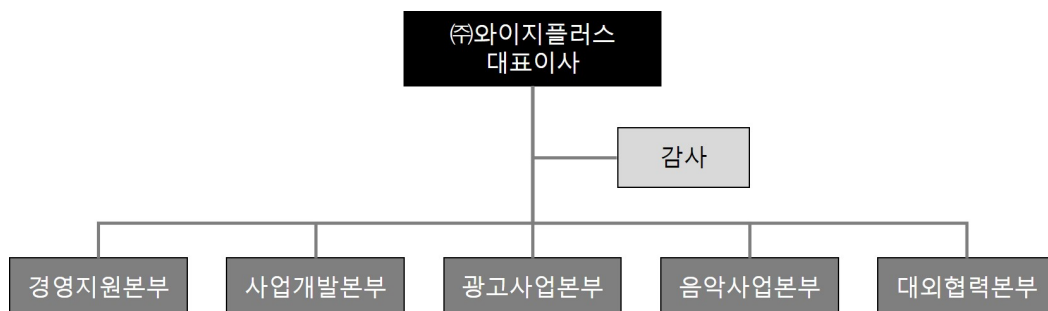 ㈜와이지플러스
대표이사
감사
경영지원본부
사업개발본부
광고사업본부
음악사업본부
대외협력본부